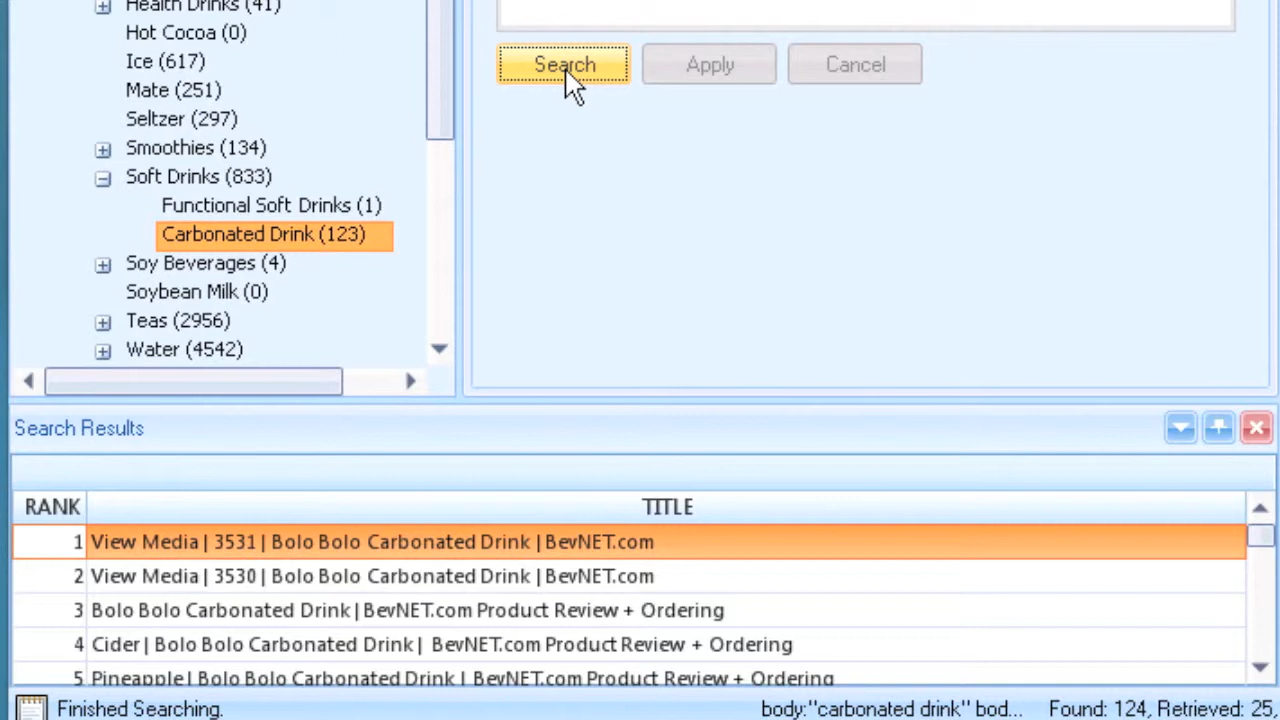 Health Drinks (41)
Hot Cocoa (0)
Ice (617)
Mate (251)
Seltzer (297)
Smoothies (134)
Soft Drinks (833)
Functional Soft Drinks (1)
Carbonated Drink (123)
Soy Beverages (4)
Soybean Milk (0)
Teas (2956)
Water (4542)
Search Apply Cancel
Search Results
RANK TITLE
1 View Media | 3531 | Bolo Bolo Carbonated Drink | BevNET.com
2 View Media | 3530 | Bolo Bolo Carbonated Drink | BevNET.com
3 Bolo Bolo Carbonated Drink | BevNET.com Product Review + Ordering
4 Cider | Bolo Bolo Carbonated Drink | BevNET.com Product Review + Ordering
5 Pineapple | Bolo Bolo Carbonated Drink | BevNET.com Product Review + Ordering
Finished Searching. body:"carbonated drink" bod... Found: 124, Retrieved: 25,